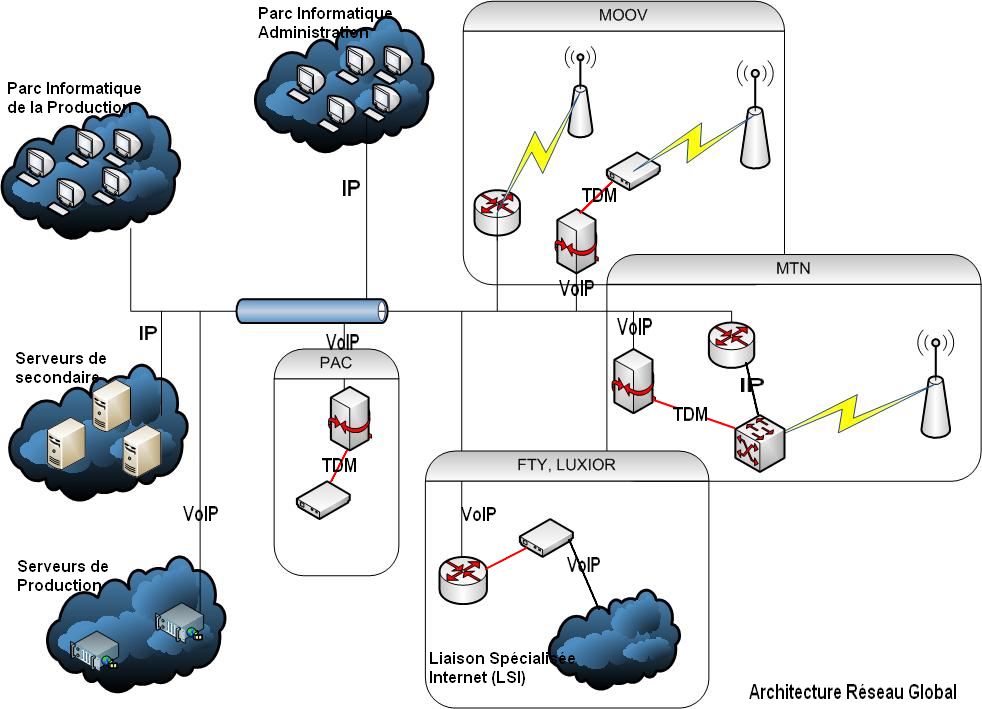 Parc Informatique
Administration
MOOV
Parc Informatique
de la Production
IP
TDM
VoIP
MTN
IP
VoIP
PAC
VoIP
IP
TDM
Serveurs de
secondaire
TDM
FTY, LUXIOR
VoIP
VoIP
VoIP
Serveurs de
Production
Liaison Spécialisée
Internet (LSI)
Architecture Réseau Global